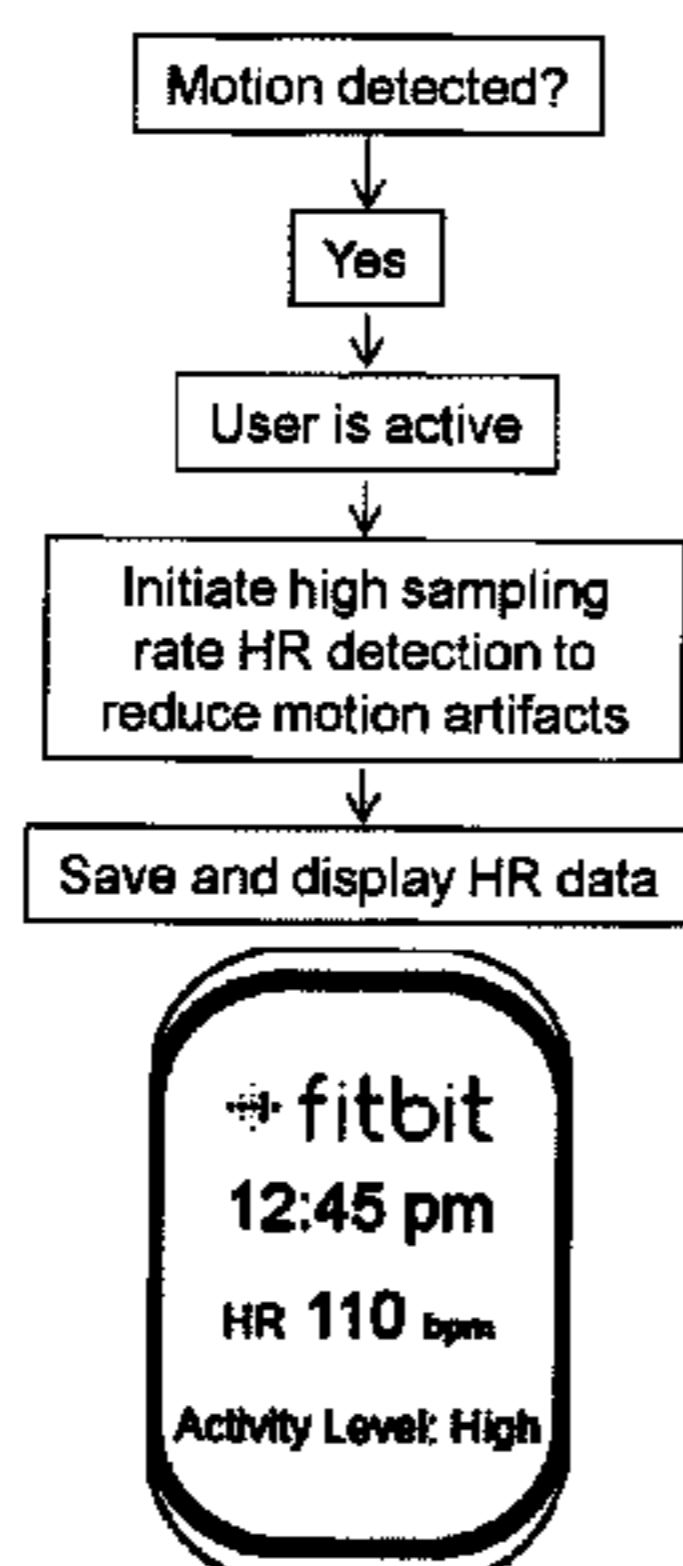 Motion detected?
Yes
User is active
Initiate high sampling
rate HR detection to
reduce motion artifacts
Save and display HR data
fitbit
12:45 pm
HR 110 bpm
Activity Level: High